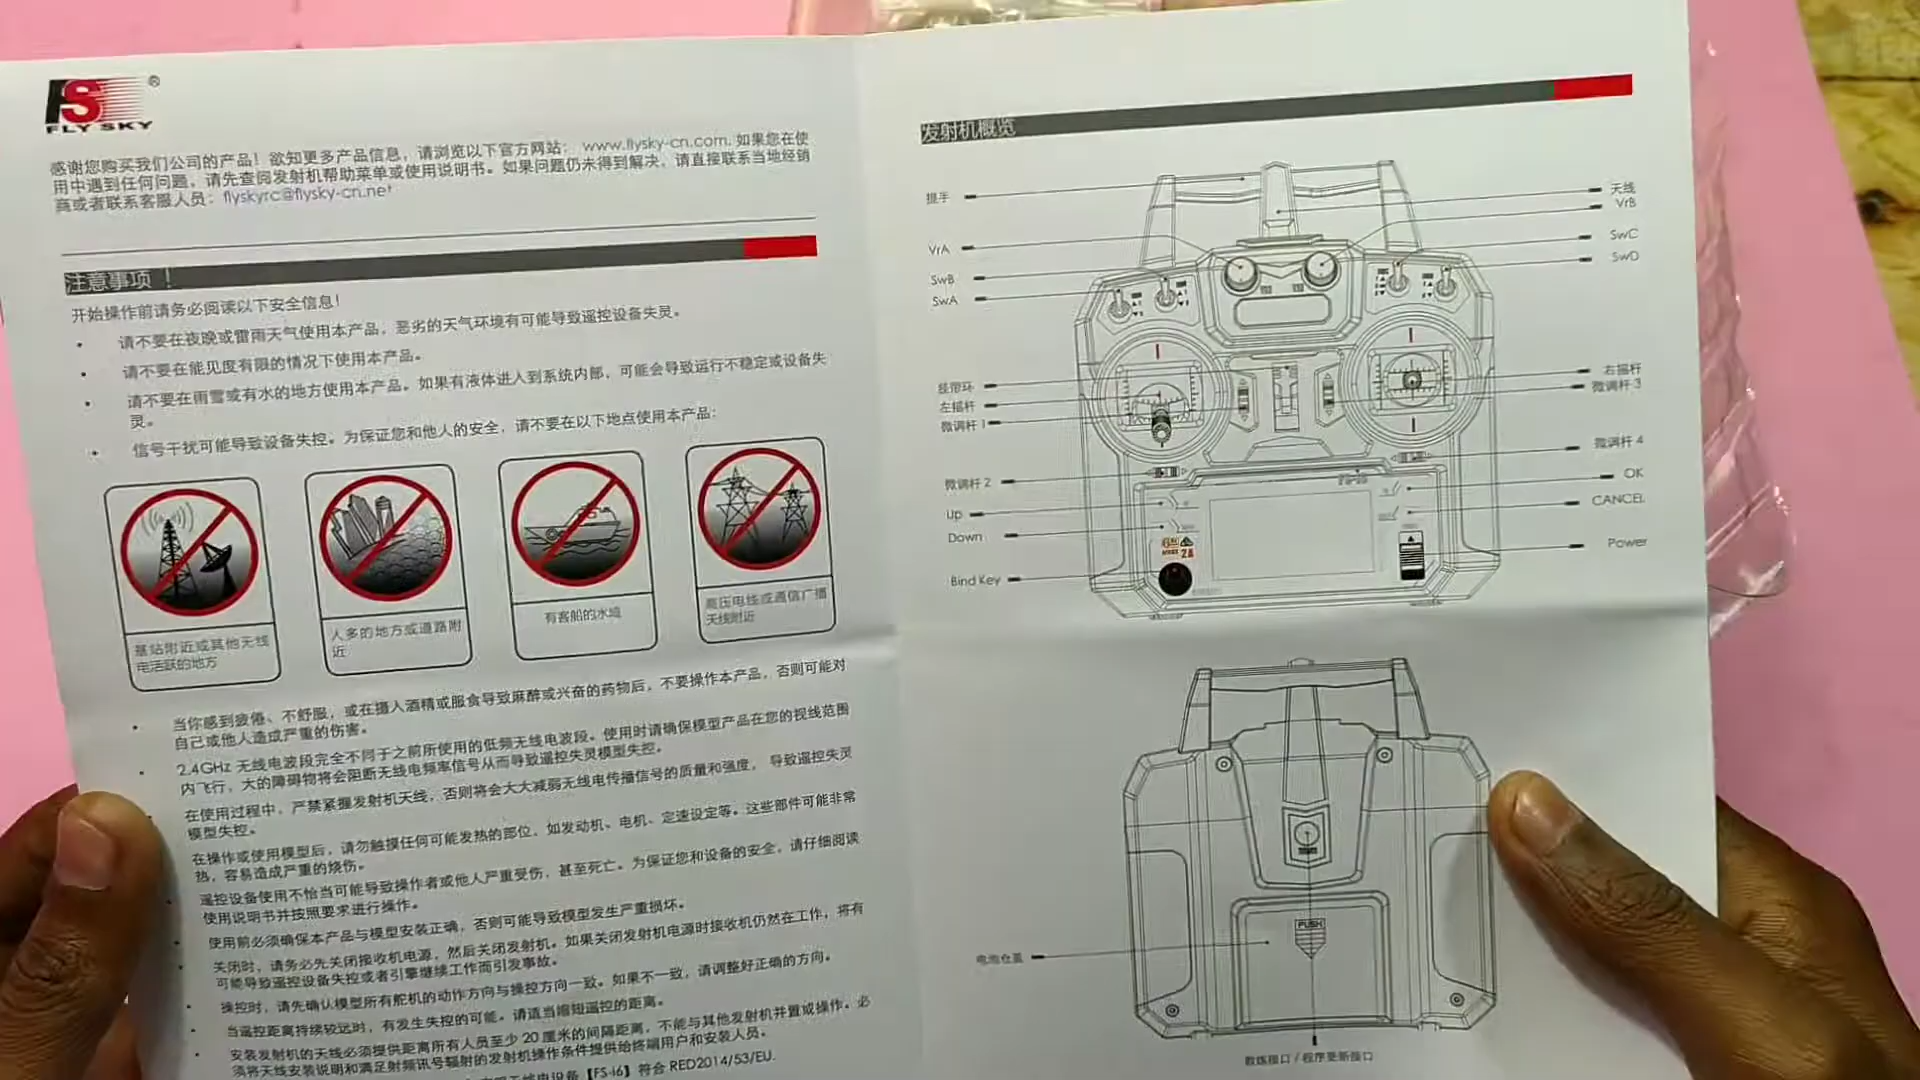 FS ®
FLY SKY
感谢您购买我们公司的产品！欲知更多产品信息，请浏览以下官方网站： www.flysky-cn.com. 如果您在使
用中遇到任何问题，请先查阅发射机帮助菜单或使用说明书。如果问题仍未得到解决，请直接联系当地经销
商或者联系客服人员：flyskyrc@flysky-cn.net
注意事项 ！
开始操作前请务必阅读以下安全信息！
• 请不要在夜晚或雷雨天气使用本产品，恶劣的天气环境有可能导致遥控设备失灵。
• 请不要在能见度有限的情况下使用本产品。
• 请不要在雨雪或有水的地方使用本产品。如果有液体进入到系统内部，可能会导致运行不稳定或设备失
灵。
• 信号干扰可能导致设备失控。为保证您和他人的安全，请不要在以下地点使用本产品：
基站附近或其他无线
电活跃的地方
人多的地方或道路附
近
有客船的水域
高压电线或通信广播
天线附近
• 当你感到疲倦、不舒服，或在摄入酒精或服食导致麻醉或兴奋的药物后，不要操作本产品，否则可能对
自己或他人造成严重的伤害。
• 2.4GHz 无线电波段完全不同于之前所使用的低频无线电波段。使用时请确保模型产品在您的视线范围
内飞行，大的障碍物将会阻断无线电频率信号从而导致遥控失灵模型失控。
在使用过程中，严禁紧握发射机天线，否则将会大大减弱无线电传播信号的质量和强度，导致遥控失灵
模型失控。
在操作或使用模型后，请勿触摸任何可能发热的部位，如发动机、电机、定速设定等。这些部件可能非常
热，容易造成严重的烧伤。
• 遥控设备使用不恰当可能导致操作者或他人严重受伤，甚至死亡。为保证您和设备的安全，请仔细阅读
使用说明书并按照要求进行操作。
• 使用前必须确保本产品与模型安装正确，否则可能导致模型发生严重损坏。
• 关闭时，请务必先关闭接收机电源，然后关闭发射机。如果关闭发射机电源时接收机仍然在工作，将有
可能导致遥控设备失控或者引擎继续工作而引发事故。
• 操控时，请先确认模型所有舵机的动作方向与操控方向一致。如果不一致，请调整好正确的方向。
• 当遥控距离持续较远时，有发生失控的可能。请适当缩短遥控的距离。
• 安装发射机的天线必须提供距离所有人员至少 20 厘米的间隔距离，不能与其他发射机并置或操作。必
须将天线安装说明和满足射频讯号辐射的发射机操作条件提供给终端用户和安装人员。
无线电设备【FS-i6】符合 RED2014/53/EU.
发射机概览
提手
VrA
SwB
SwA
挂带环
左摇杆
微调杆 1
微调杆 2
Up
Down
Bind Key
天线
VrB
SwC
SwD
右摇杆
微调杆 3
微调杆 4
OK
CANCEL
Power
FS-i6
PUSH
电池仓盖
教练接口 / 程序更新接口